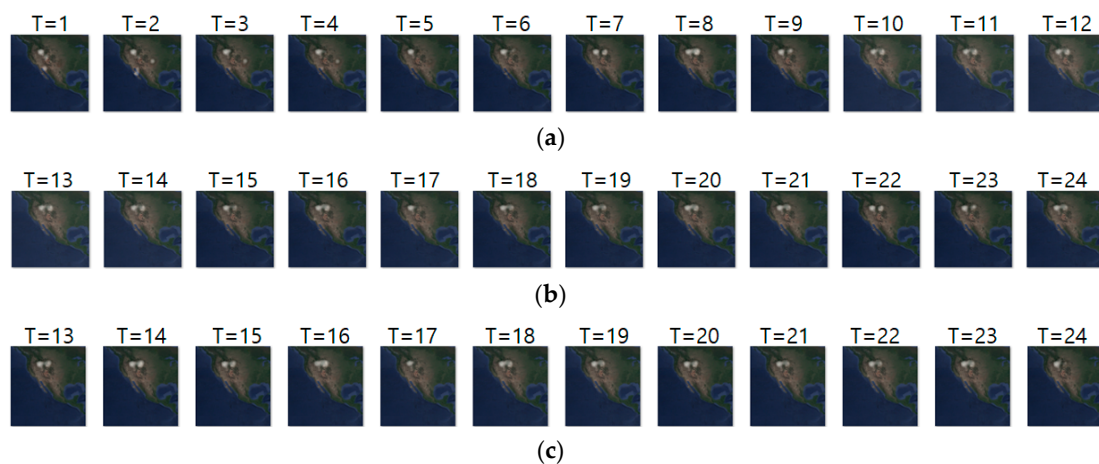 T=1 T=2 T=3 T=4 T=5 T=6 T=7 T=8 T=9 T=10 T=11 T=12
(a)
T=13 T=14 T=15 T=16 T=17 T=18 T=19 T=20 T=21 T=22 T=23 T=24
(b)
T=13 T=14 T=15 T=16 T=17 T=18 T=19 T=20 T=21 T=22 T=23 T=24
(c)